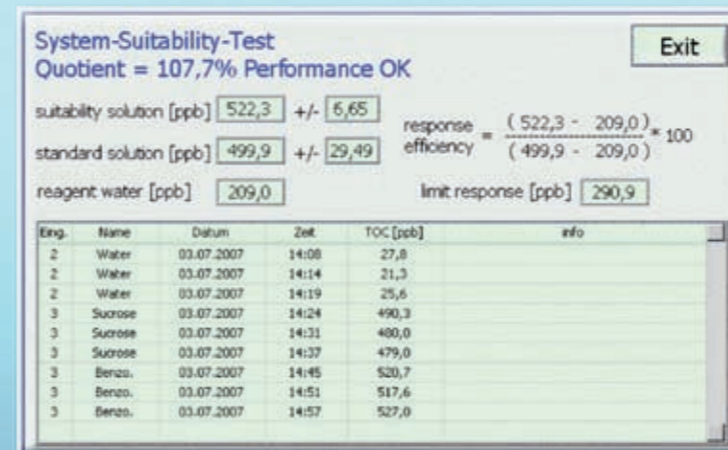 System-Suitability-Test
Exit
Quotient = 107,7% Performance OK
suitability solution [ppb] 522,3 +/- 6,65
standard solution [ppb] 499,9 +/- 29,49
response efficiency = ( 522,3 - 209,0 ) / ( 499,9 - 209,0 ) * 100
reagent water [ppb] 209,0 limit response [ppb] 290,9
Eing. Name Datum Zeit TOC [ppb] info
2 Water 03.07.2007 14:08 27,8
2 Water 03.07.2007 14:14 21,3
2 Water 03.07.2007 14:19 25,6
3 Sucrose 03.07.2007 14:24 490,3
3 Sucrose 03.07.2007 14:31 480,0
3 Sucrose 03.07.2007 14:37 479,0
3 Benzo. 03.07.2007 14:45 520,7
3 Benzo. 03.07.2007 14:51 517,6
3 Benzo. 03.07.2007 14:57 527,0